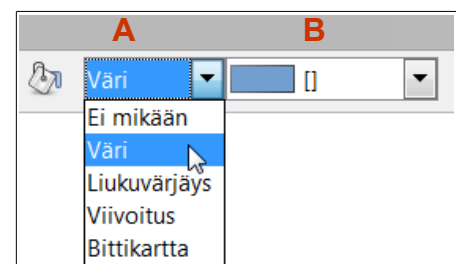 A B
Väri []
Ei mikään
Väri
Liukuvärjäys
Viivoitus
Bittikartta